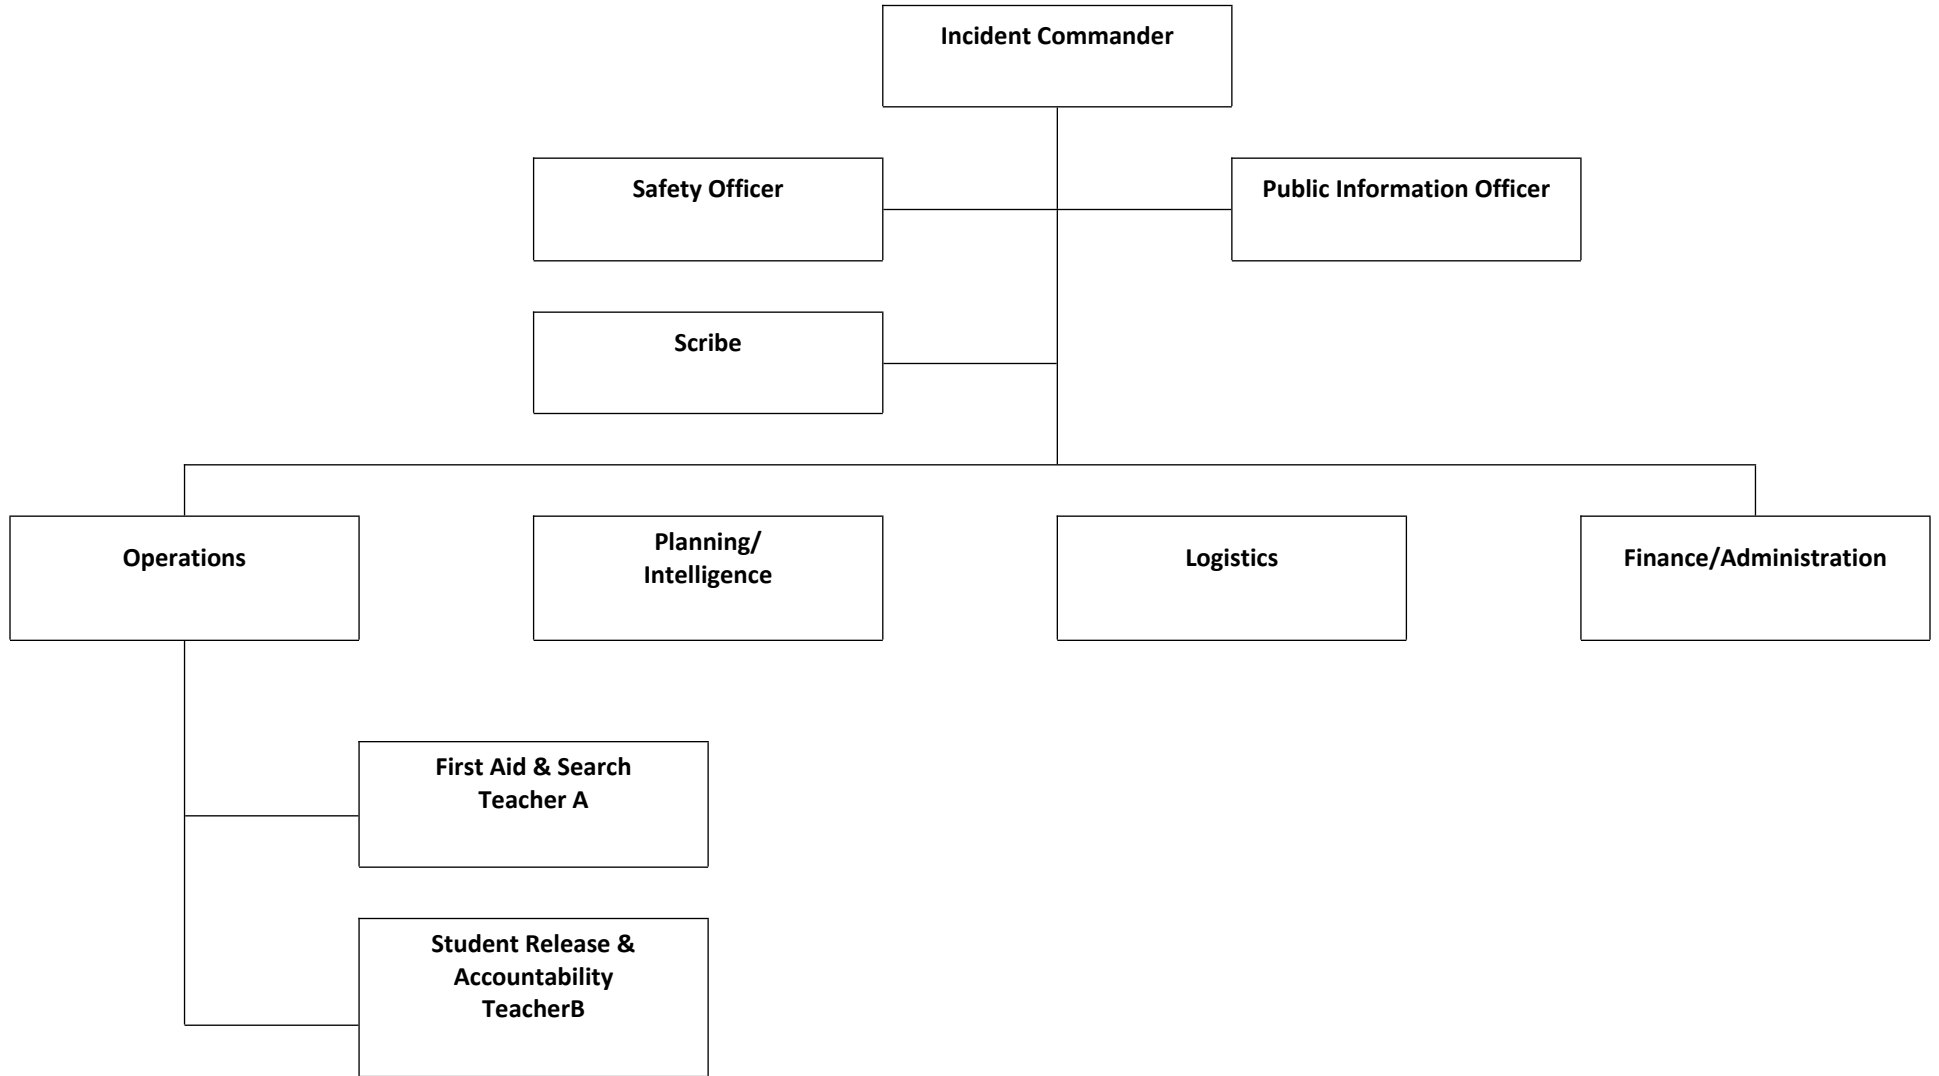 Incident Commander
Safety Officer
Public Information Officer
Scribe
Operations
Planning/
Intelligence
Logistics
Finance/Administration
First Aid & Search
Teacher A
Student Release &
Accountability
TeacherB